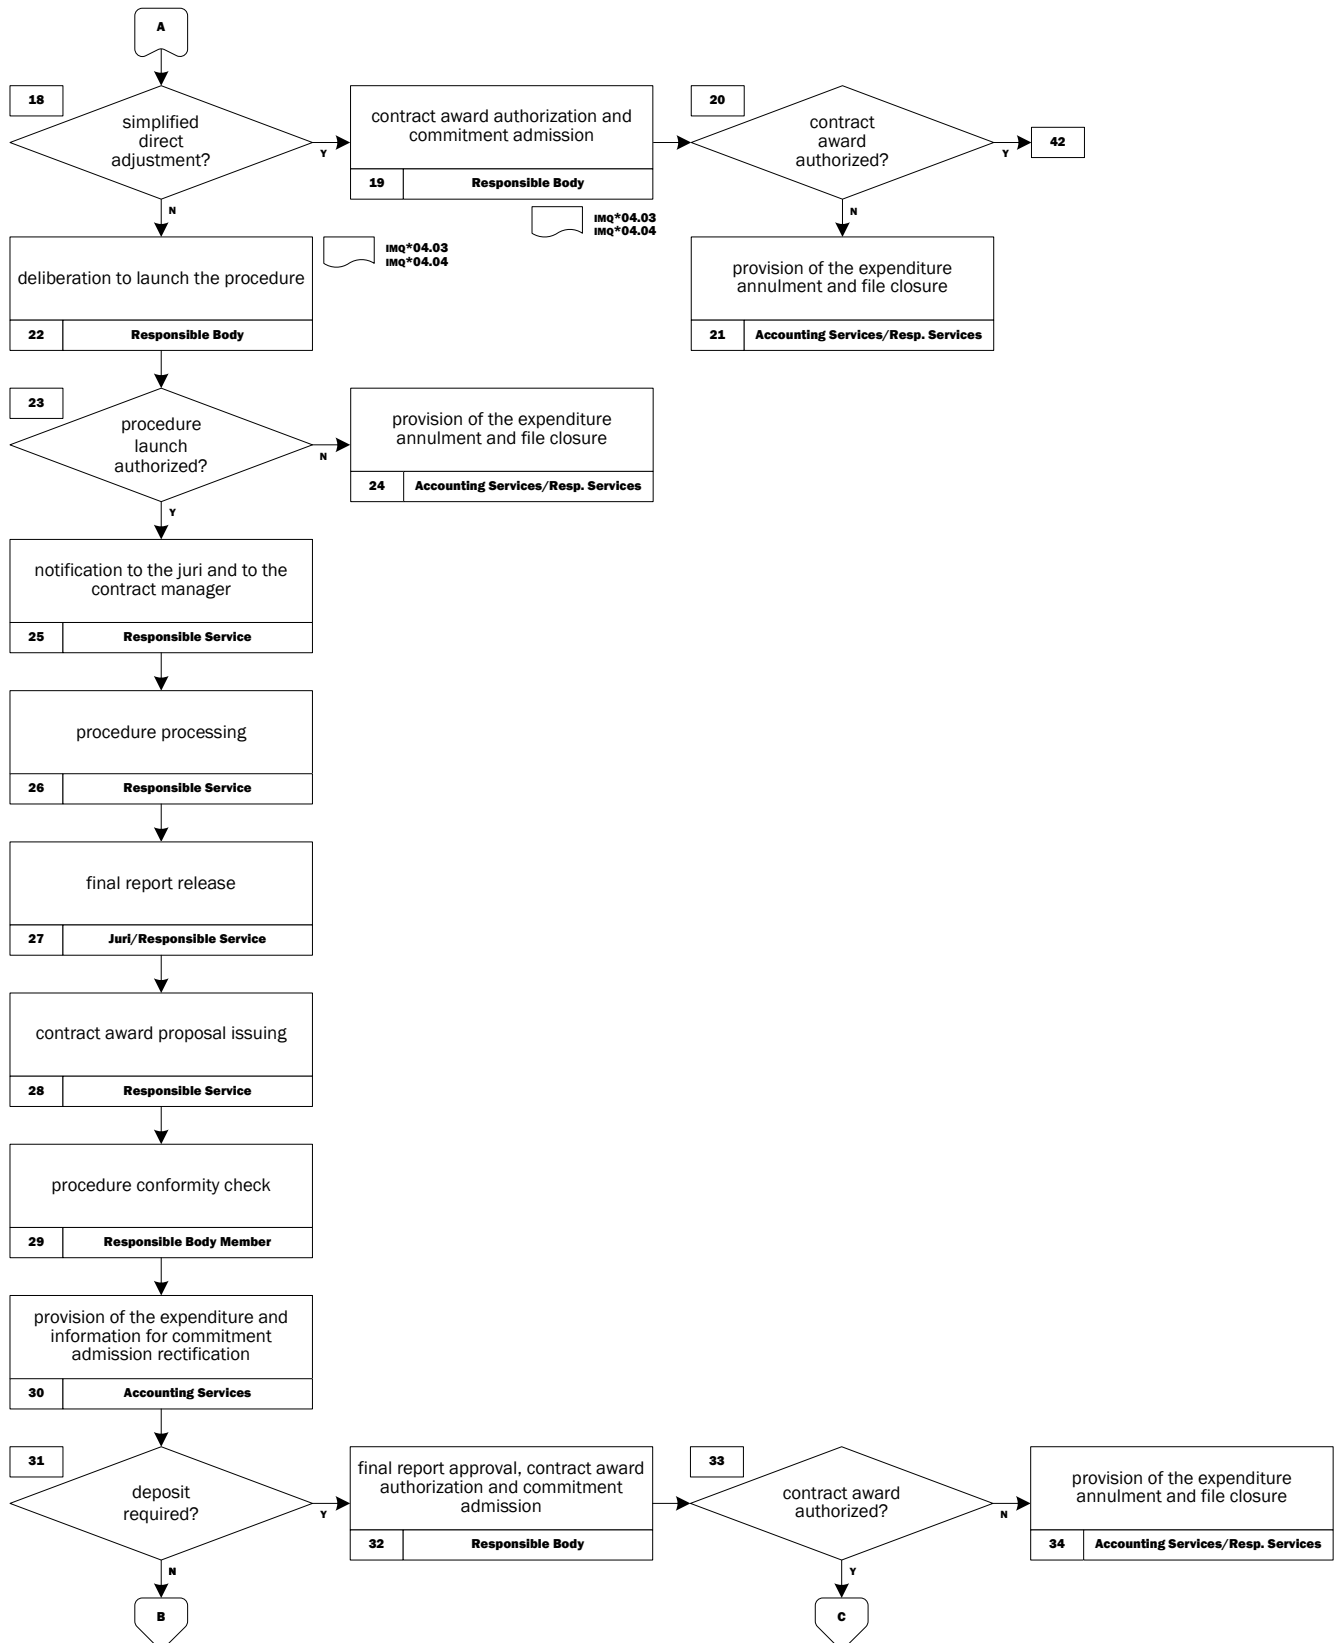 A
18
simplified
direct
adjustment?
Y
N
contract award authorization and
commitment admission
19
Responsible Body
IMQ*04.03
IMQ*04.04
20
contract
award
authorized?
Y
42
N
provision of the expenditure
annulment and file closure
21
Accounting Services/Resp. Services
deliberation to launch the procedure
22
Responsible Body
IMQ*04.03
IMQ*04.04
23
procedure
launch
authorized?
N
Y
provision of the expenditure
annulment and file closure
24
Accounting Services/Resp. Services
notification to the juri and to the
contract manager
25
Responsible Service
procedure processing
26
Responsible Service
final report release
27
Juri/Responsible Service
contract award proposal issuing
28
Responsible Service
procedure conformity check
29
Responsible Body Member
provision of the expenditure and
information for commitment
admission rectification
30
Accounting Services
31
deposit
required?
Y
N
B
final report approval, contract award
authorization and commitment
admission
32
Responsible Body
33
contract award
authorized?
N
Y
C
provision of the expenditure
annulment and file closure
34
Accounting Services/Resp. Services